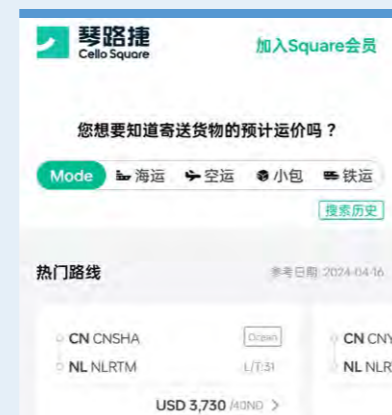 琴路捷
Cello Square
加入Square会员
您想要知道寄送货物的预计运价吗？
Mode 海运 空运 小包 铁运
搜索历史
热门路线 参考日期: 2024-04-16
CN CNSHA Ocean
NL NLRTM L/T:31
USD 3,730 /40ND >
CN CNY
NL NLR